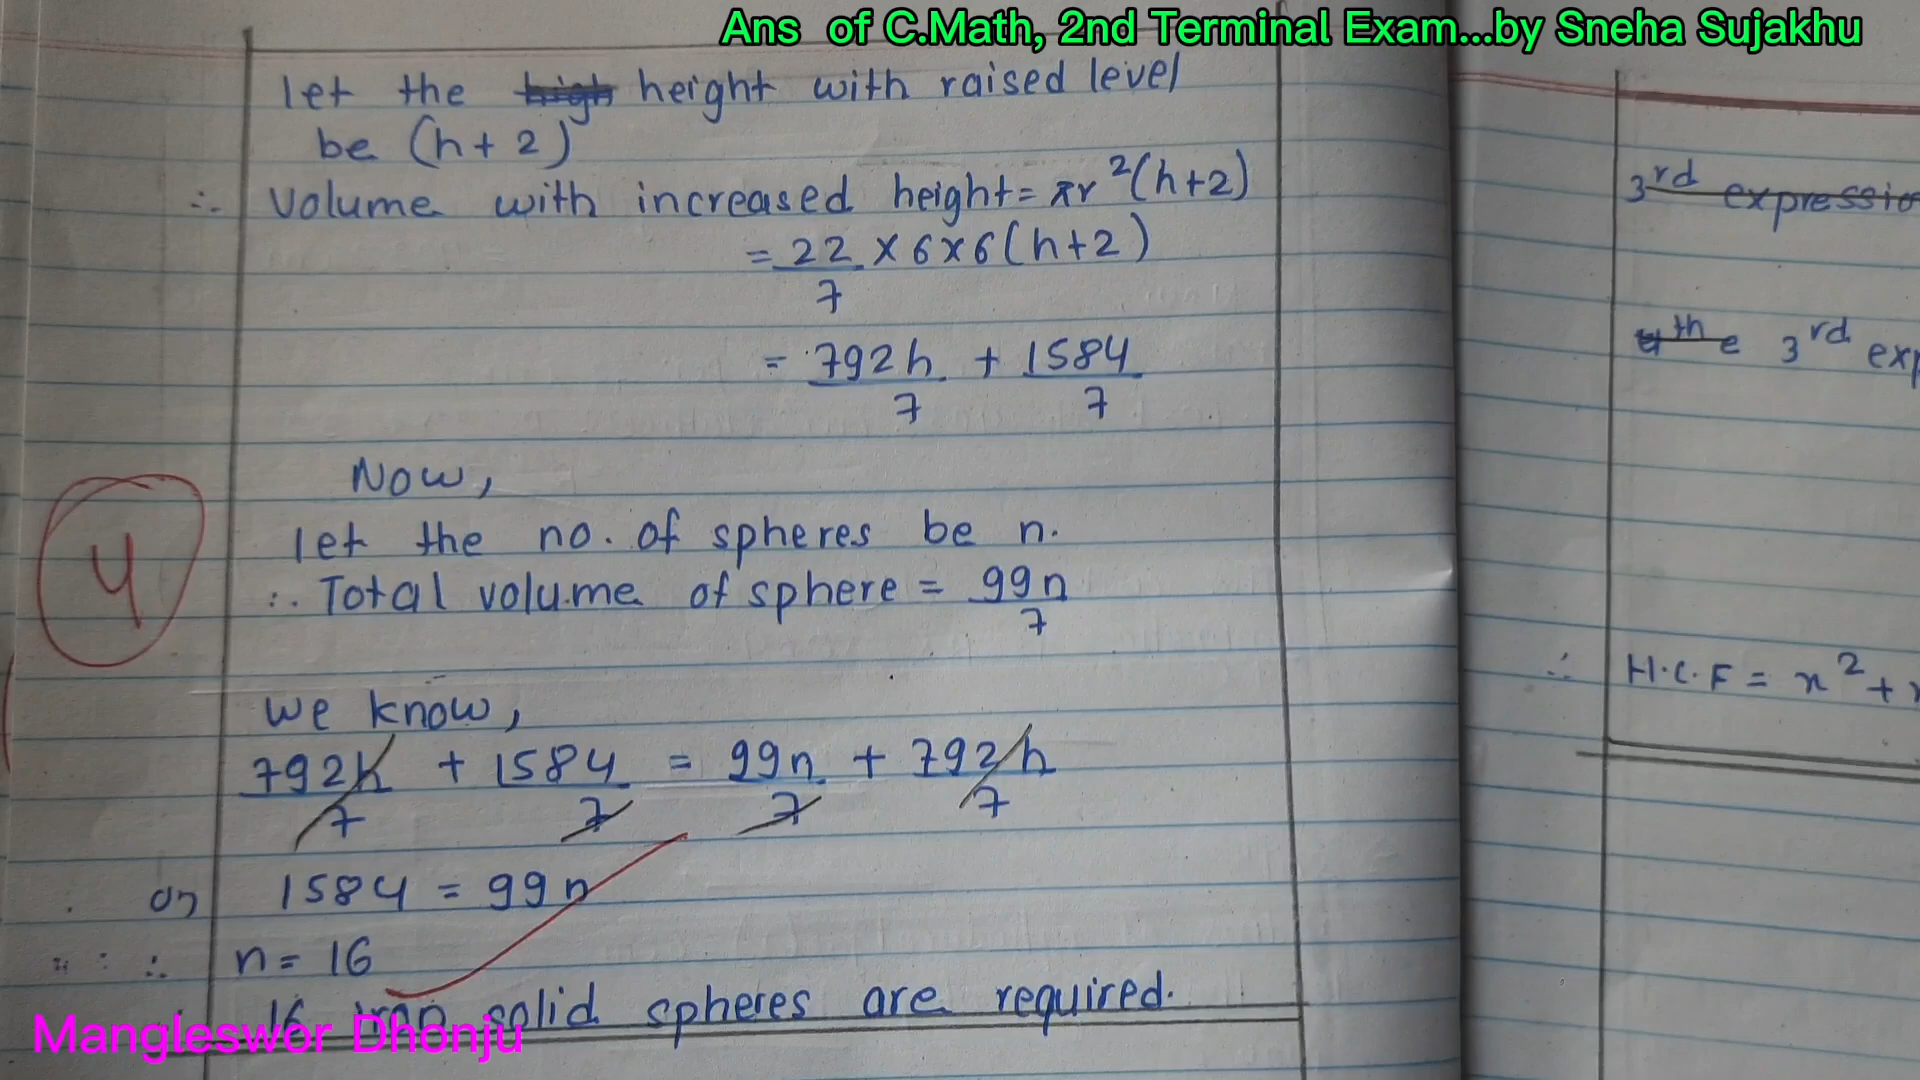 Ans of C.Math, 2nd Terminal Exam...by Sneha Sujakhu
let the height with raised level
be (h+2)
∴ Volume with increased height = πr²(h+2)
= 22/7 × 6×6(h+2)
= 792h/7 + 1584/7
Now,
let the no. of spheres be n.
∴ Total volume of sphere = 99n/7
4
we know,
792h/7 + 1584/7 = 99n/7 + 792h/7
or 1584 = 99n
∴ n = 16
16 iron solid spheres are required.
Mangleswor Dhonju
3rd
3rd
∴ H.C.F = x² +